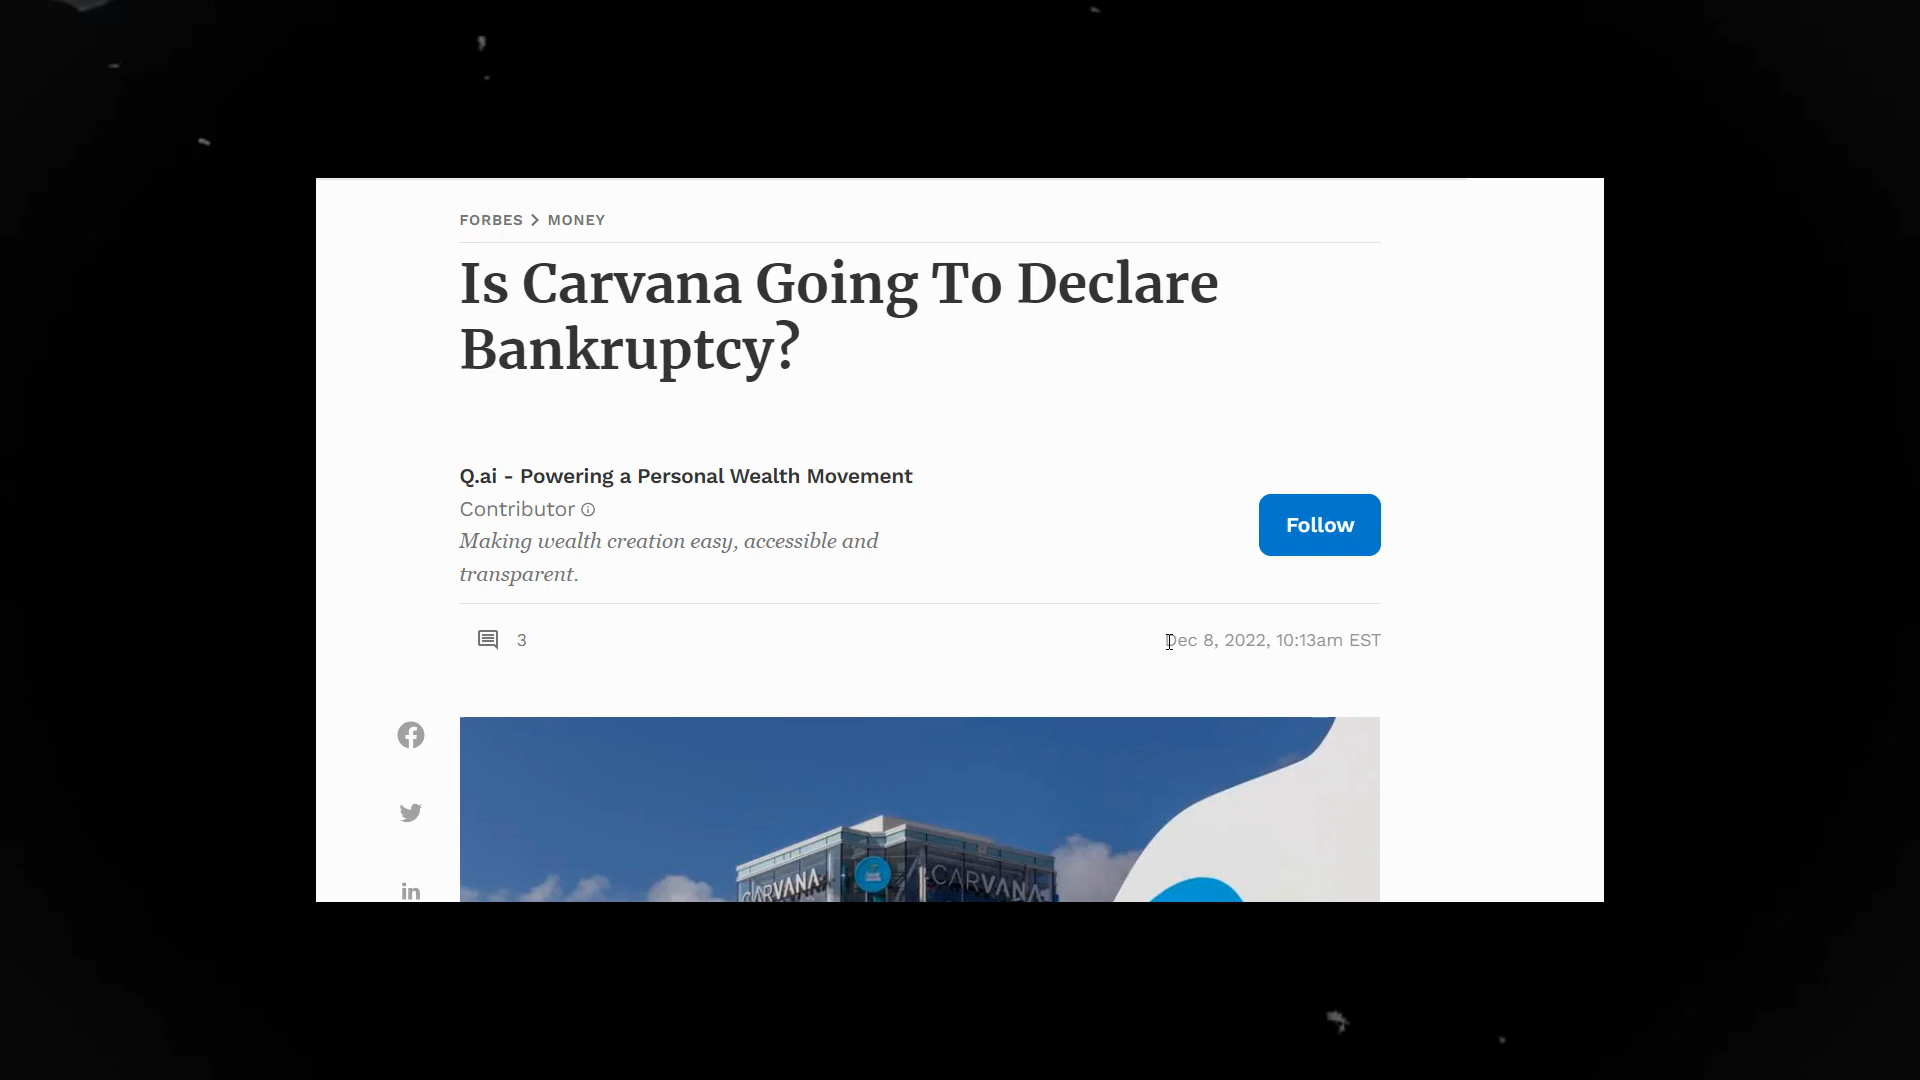 FORBES > MONEY
Is Carvana Going To Declare
Bankruptcy?
Q.ai - Powering a Personal Wealth Movement
Contributor
Making wealth creation easy, accessible and
transparent.
Follow
3
Dec 8, 2022, 10:13am EST
CARVANA
CARVANA